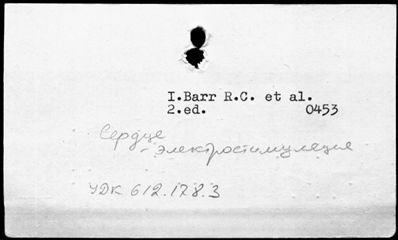 I.Barr R.C. et al.
2.ed. 0453
Сердце
- электростимуляция
УДК 612.178.3